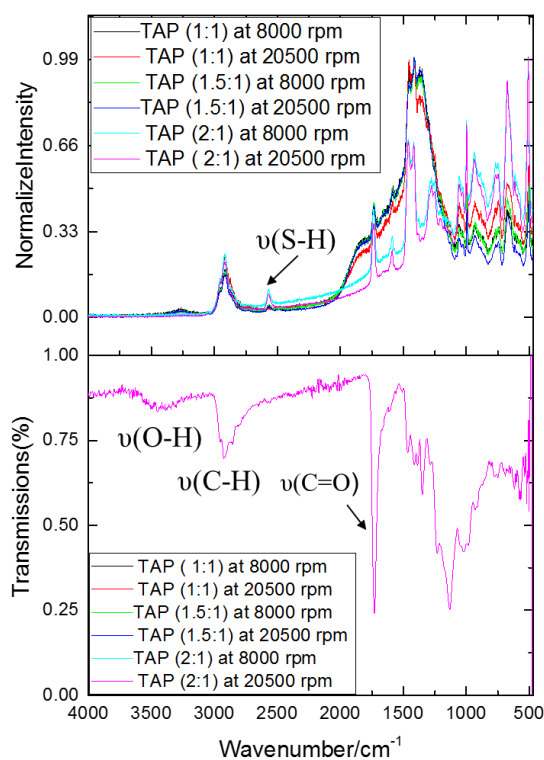 NormalizeIntensity
0.99
0.66
0.33
0.00
TAP (1:1) at 8000 rpm
TAP (1:1) at 20500 rpm
TAP (1.5:1) at 8000 rpm
TAP (1.5:1) at 20500 rpm
TAP (2:1) at 8000 rpm
TAP ( 2:1) at 20500 rpm
υ(S-H)
Transmissions(%)
1.00
0.75
0.50
0.25
0.00
υ(O-H)
υ(C-H)
υ(C=O)
TAP ( 1:1) at 8000 rpm
TAP (1:1) at 20500 rpm
TAP (1.5:1) at 8000 rpm
TAP (1.5:1) at 20500 rpm
TAP (2:1) at 8000 rpm
TAP (2:1) at 20500 rpm
4000 3500 3000 2500 2000 1500 1000 500
Wavenumber/cm⁻¹